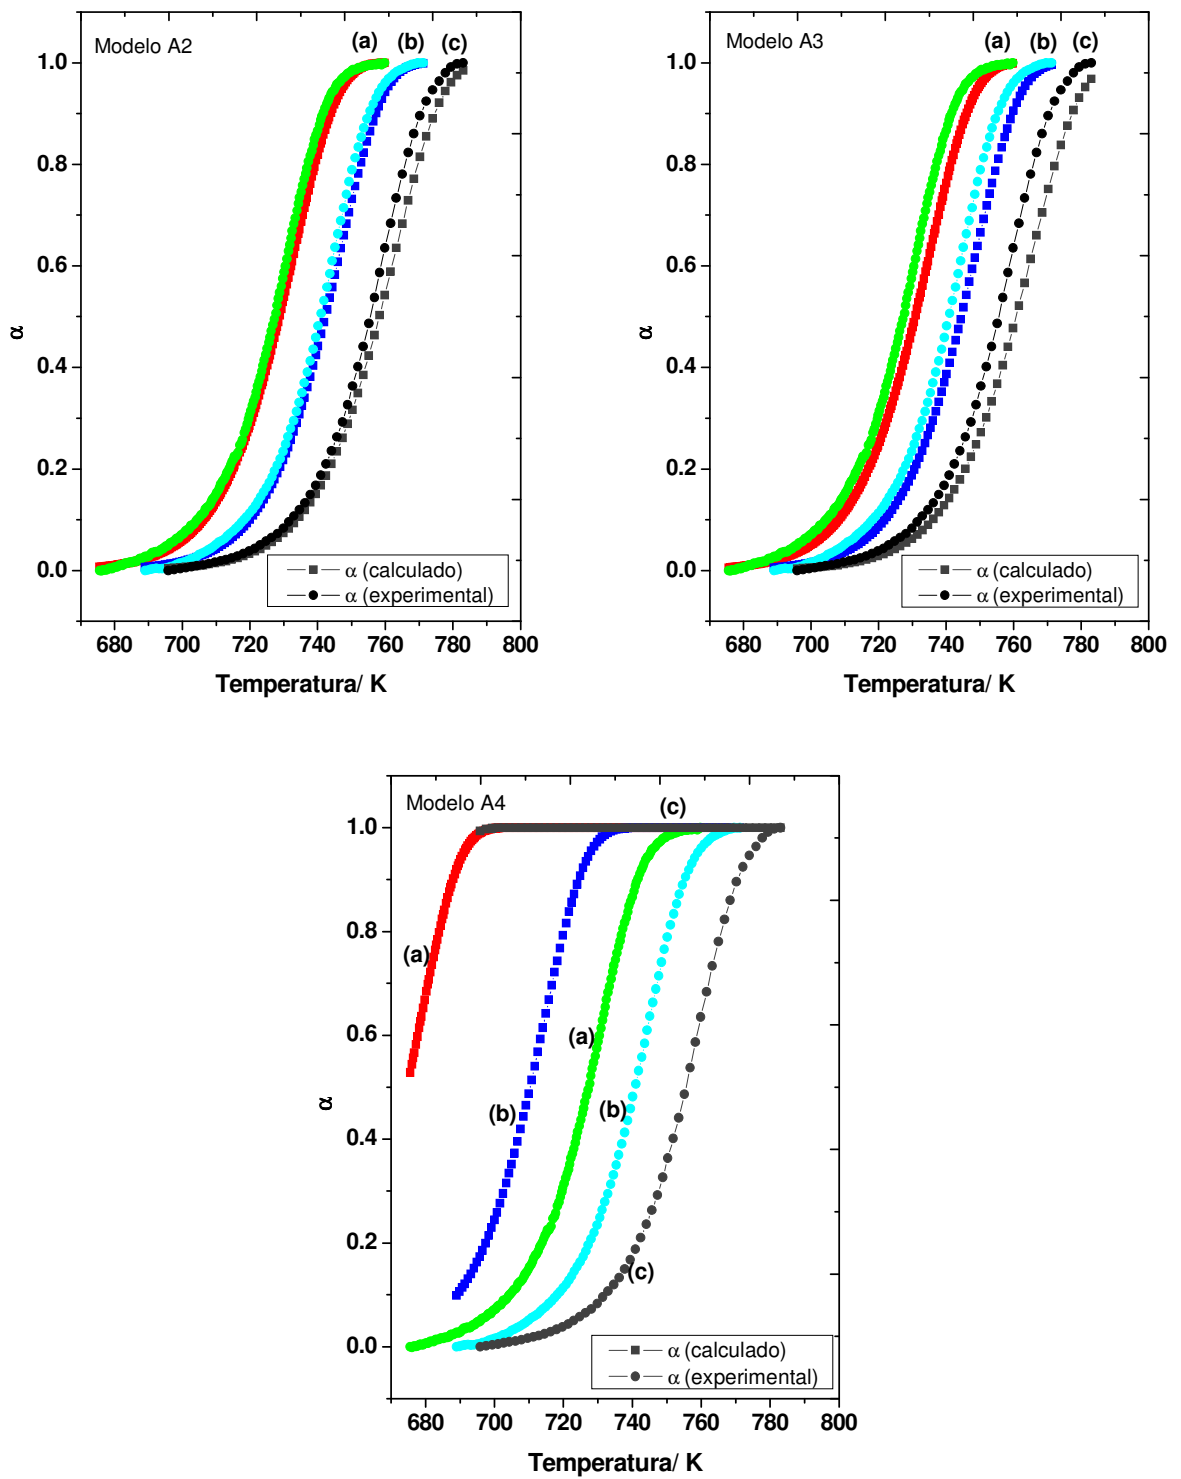 Modelo A2
(a) (b) (c)
1.0
0.8
0.6
α
0.4
0.2
0.0
α (calculado)
α (experimental)
680 700 720 740 760 780 800
Temperatura/ K
Modelo A3
(a) (b) (c)
1.0
0.8
0.6
α
0.4
0.2
0.0
α (calculado)
α (experimental)
680 700 720 740 760 780 800
Temperatura/ K
Modelo A4
(c)
1.0
0.8
(a)
0.6
(a)
α
(b)
(b)
0.4
0.2
(c)
0.0
α (calculado)
α (experimental)
680 700 720 740 760 780 800
Temperatura/ K